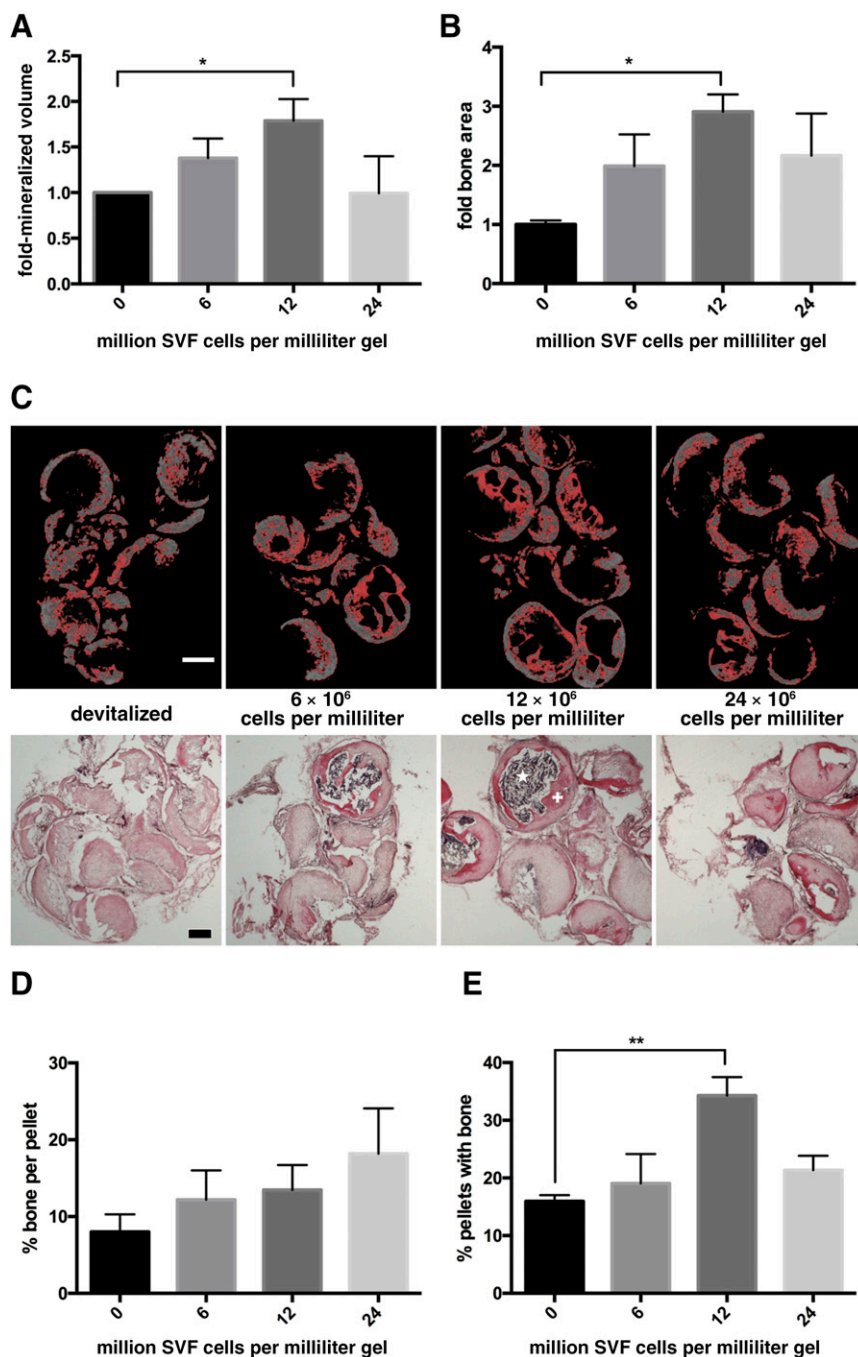 A
fold-mineralized volume
2.5
2.0
1.5
1.0
0.5
0.0
*
0
6
12
24
million SVF cells per milliliter gel
B
fold bone area
4
3
2
1
0
*
0
6
12
24
million SVF cells per milliliter gel
C
devitalized
6 × 10⁶
cells per milliliter
12 × 10⁶
cells per milliliter
24 × 10⁶
cells per milliliter
D
% bone per pellet
30
20
10
0
0
6
12
24
million SVF cells per milliliter gel
E
% pellets with bone
40
30
20
10
0
**
0
6
12
24
million SVF cells per milliliter gel